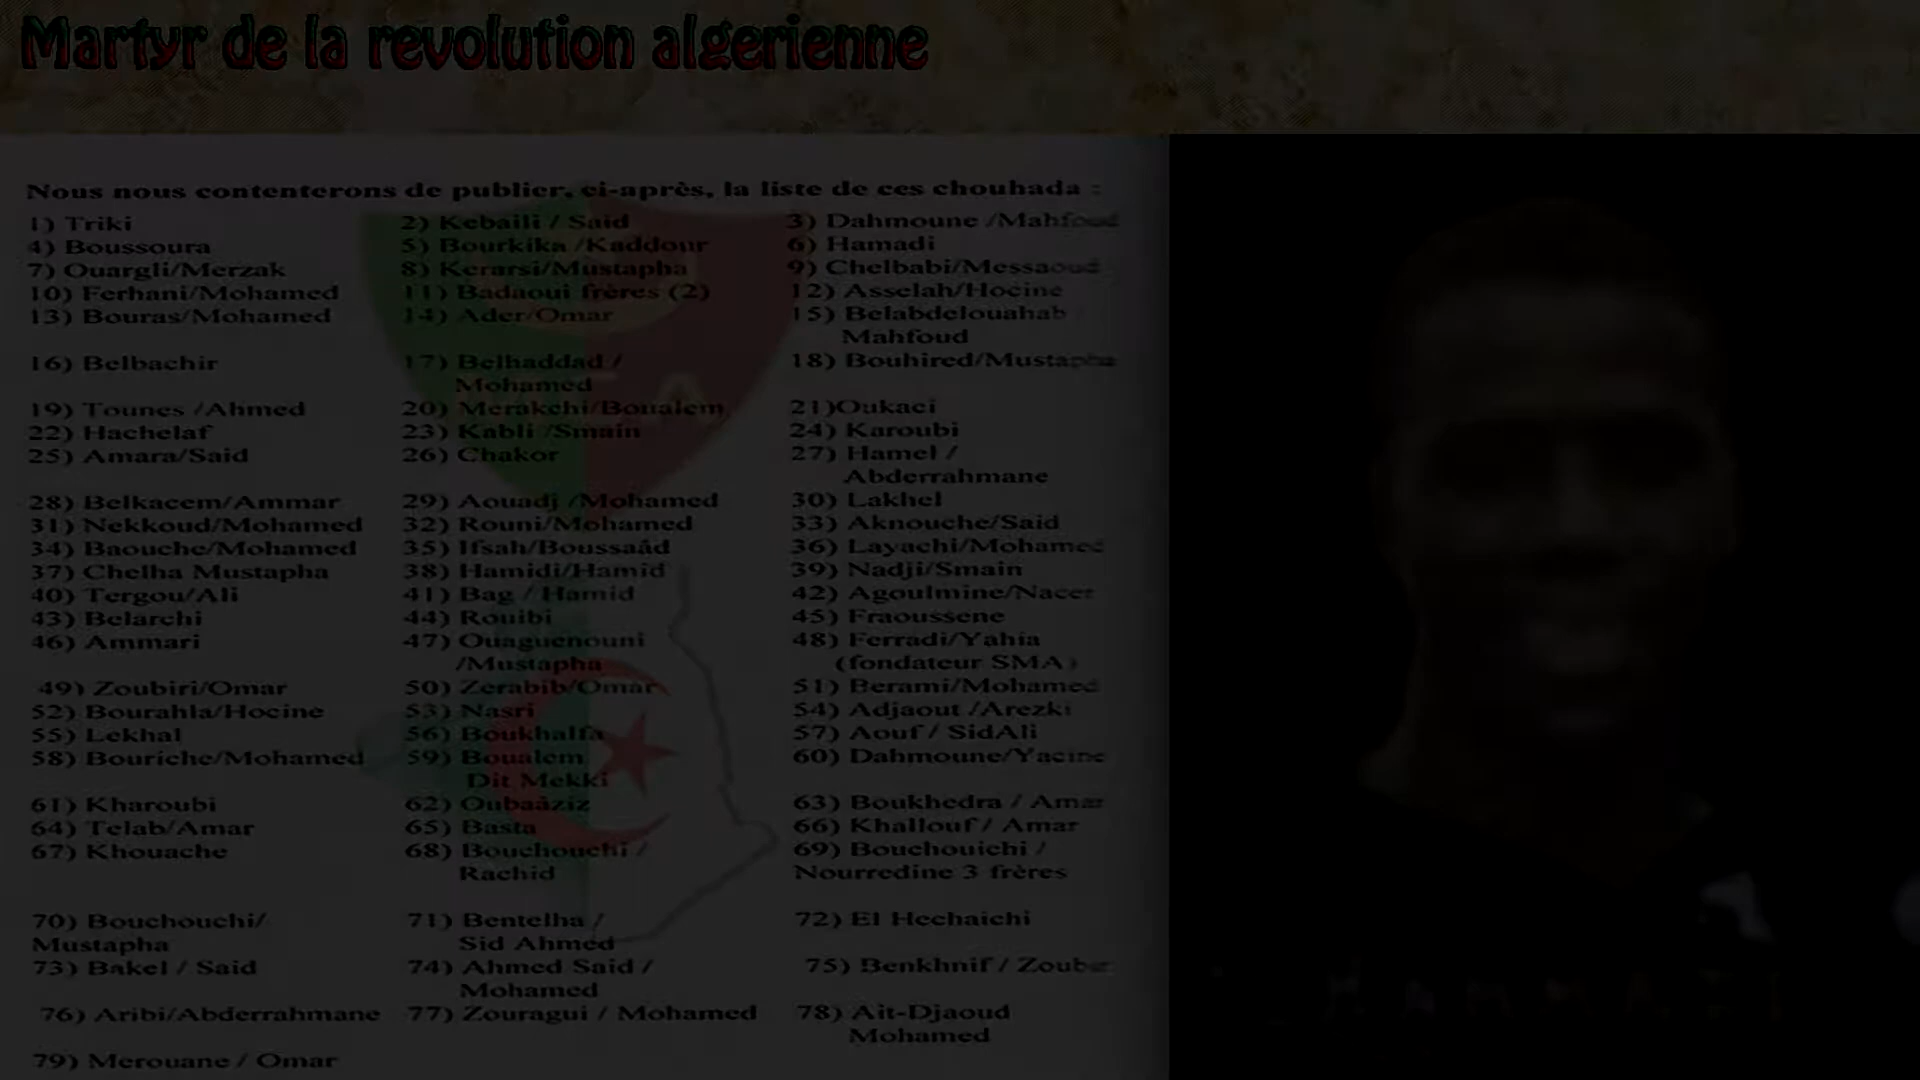 Martyr de la revolution algerienne
Nous nous contenterons de publier, ci-après, la liste de ces chouhada :
1) Triki 2) Kebaili / Said 3) Dahmoune /Mahfoud
4) Boussoura 5) Bourkika /Kaddour 6) Hamadi
7) Ouargli/Merzak 8) Kerarsi/Mustapha 9) Chelbabi/Messaoud
10) Ferhani/Mohamed 11) Badaoui frères (2) 12) Asselah/Hocine
13) Bouras/Mohamed 14) Ader/Omar 15) Belabdelouahab
Mahfoud
16) Belbachir 17) Belhaddad / 18) Bouhired/Mustapha
Mohamed
19) Tounes /Ahmed 20) Merakchi/Boualem 21)Oukaci
22) Hachelaf 23) Kabli /Smain 24) Karoubi
25) Amara/Said 26) Chakor 27) Hamel /
Abderrahmane
28) Belkacem/Ammar 29) Aouadj /Mohamed 30) Lakhel
31) Nekkoud/Mohamed 32) Rouni/Mohamed 33) Aknouche/Said
34) Baouche/Mohamed 35) Ifsah/Boussaâd 36) Layachi/Mohamed
37) Chelha Mustapha 38) Hamidi/Hamid 39) Nadji/Smain
40) Tergou/Ali 41) Bag / Hamid 42) Agoulmine/Nacer
43) Belarchi 44) Rouibi 45) Fraoussene
46) Ammari 47) Ouaguenouni 48) Ferradi/Yahia
/Mustapha (fondateur SMA)
49) Zoubiri/Omar 50) Zerabib/Omar 51) Berami/Mohamed
52) Bourahla/Hocine 53) Nasri 54) Adjaout /Arezki
55) Lekhal 56) Boukhalfa 57) Aouf / SidAli
58) Bouriche/Mohamed 59) Boualem 60) Dahmoune/Yacine
Dit Mekki
61) Kharoubi 62) Oubaâziz 63) Boukhedra / Amar
64) Telab/Amar 65) Basta 66) Khallouf / Amar
67) Khouache 68) Bouchouchi / 69) Bouchouichi /
Rachid Nourredine 3 frères
70) Bouchouchi/ 71) Bentelha / 72) El Hechaichi
Mustapha Sid Ahmed
73) Bakel / Said 74) Ahmed Said / 75) Benkhnif / Zoubir
Mohamed
76) Aribi/Abderrahmane 77) Zouragui / Mohamed 78) Ait-Djaoud
Mohamed
79) Merouane / Omar